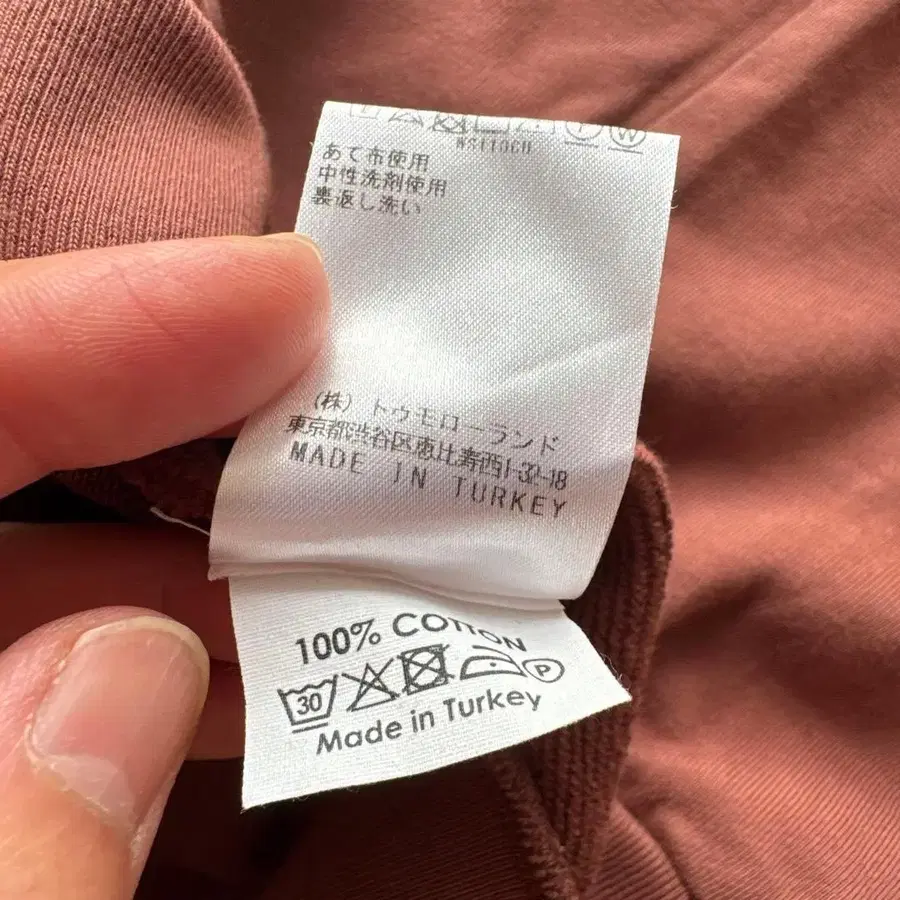 あて布使用
中性洗剤使用
裏返し洗い
(株) トゥモローランド
東京都渋谷区恵比寿西1-32-18
MADE IN TURKEY
100% COTTON
30 P
Made in Turkey